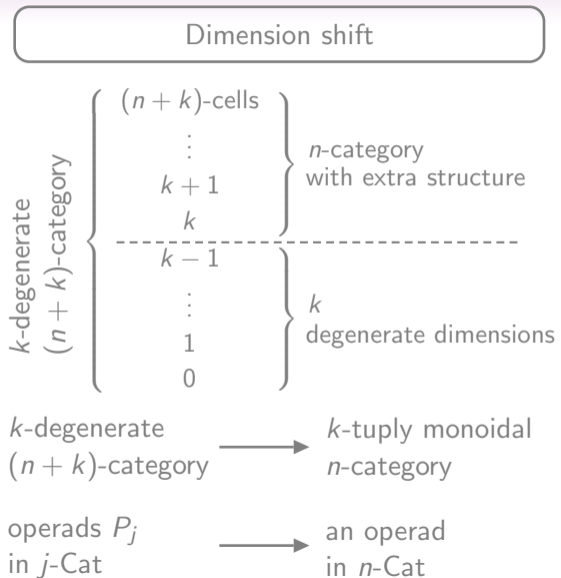 Dimension shift
k-degenerate
(n + k)-category
(n + k)-cells
⋮
k + 1
k
k − 1
⋮
1
0
n-category
with extra structure
k
degenerate dimensions
k-degenerate
(n + k)-category
k-tuply monoidal
n-category
operads P_j
in j-Cat
an operad
in n-Cat